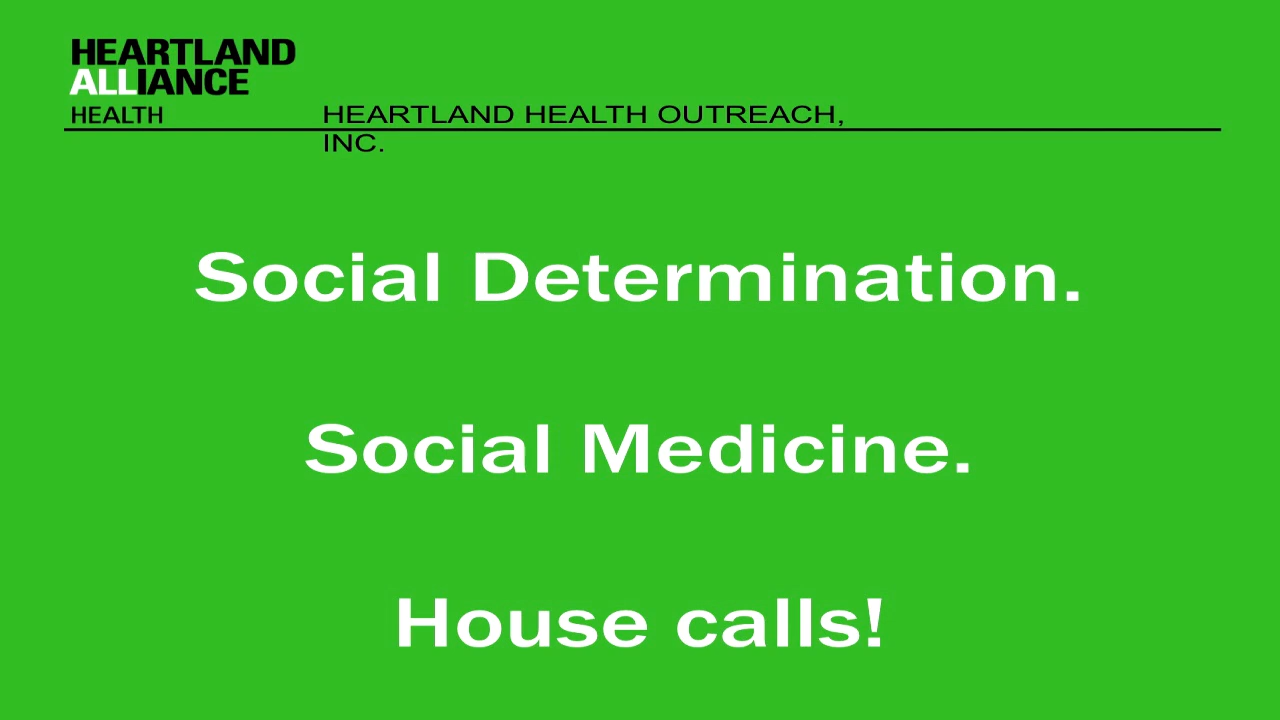 HEARTLAND
ALLIANCE
HEALTH
HEARTLAND HEALTH OUTREACH,
INC.
Social Determination.
Social Medicine.
House calls!